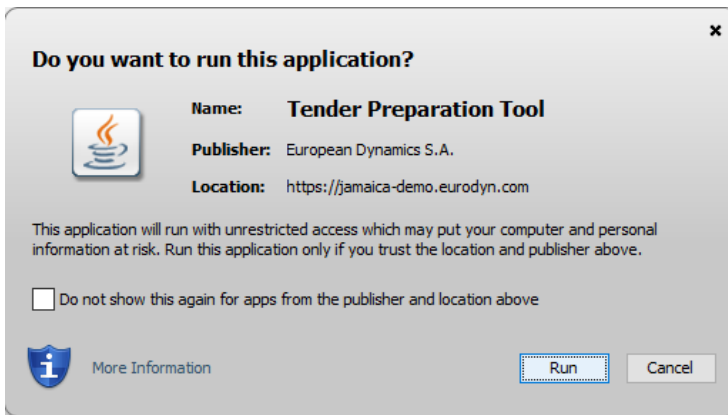 Do you want to run this application?
Name: Tender Preparation Tool
Publisher: European Dynamics S.A.
Location: https://jamaica-demo.eurodyn.com
This application will run with unrestricted access which may put your computer and personal
information at risk. Run this application only if you trust the location and publisher above.
Do not show this again for apps from the publisher and location above
More Information
Run
Cancel